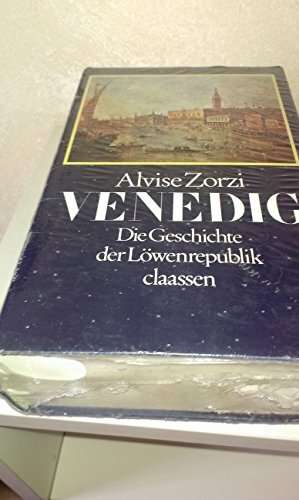 Alvise Zorzi
VENEDIG
Die Geschichte
der Löwenrepublik
claassen